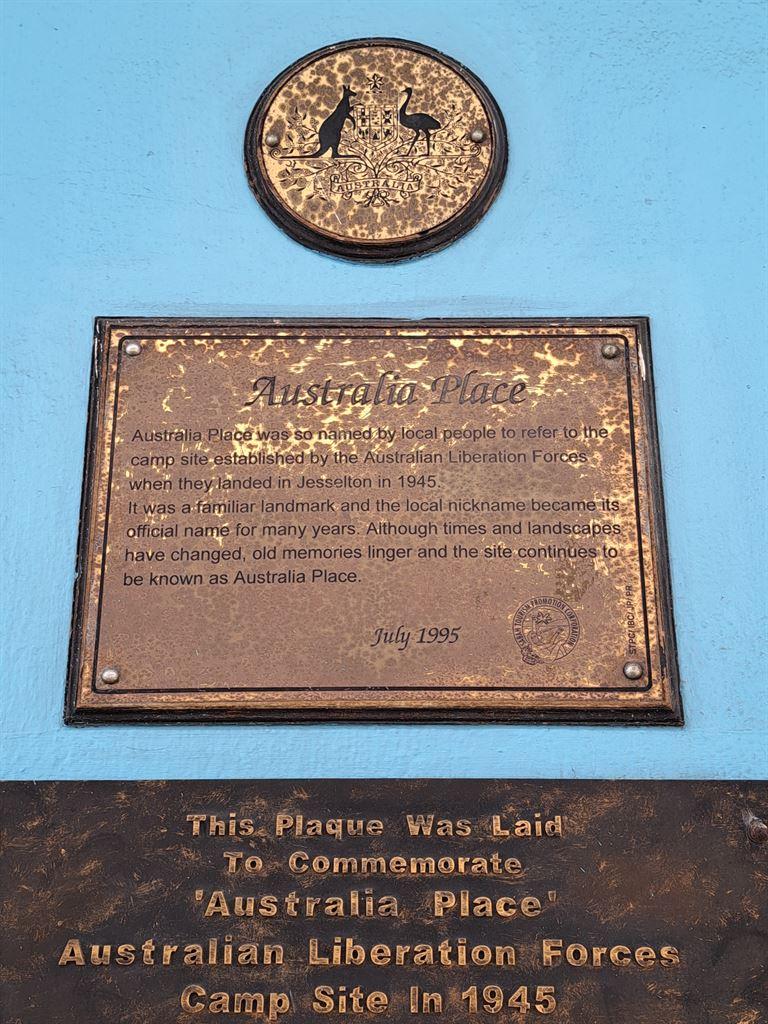 AUSTRALIA
Australia Place
Australia Place was so named by local people to refer to the
camp site established by the Australian Liberation Forces
when they landed in Jesselton in 1945.
It was a familiar landmark and the local nickname became its
official name for many years. Although times and landscapes
have changed, old memories linger and the site continues to
be known as Australia Place.
July 1995
SABAH TOURISM PROMOTION CORPORATION
This Plaque Was Laid
To Commemorate
'Australia Place'
Australian Liberation Forces
Camp Site In 1945